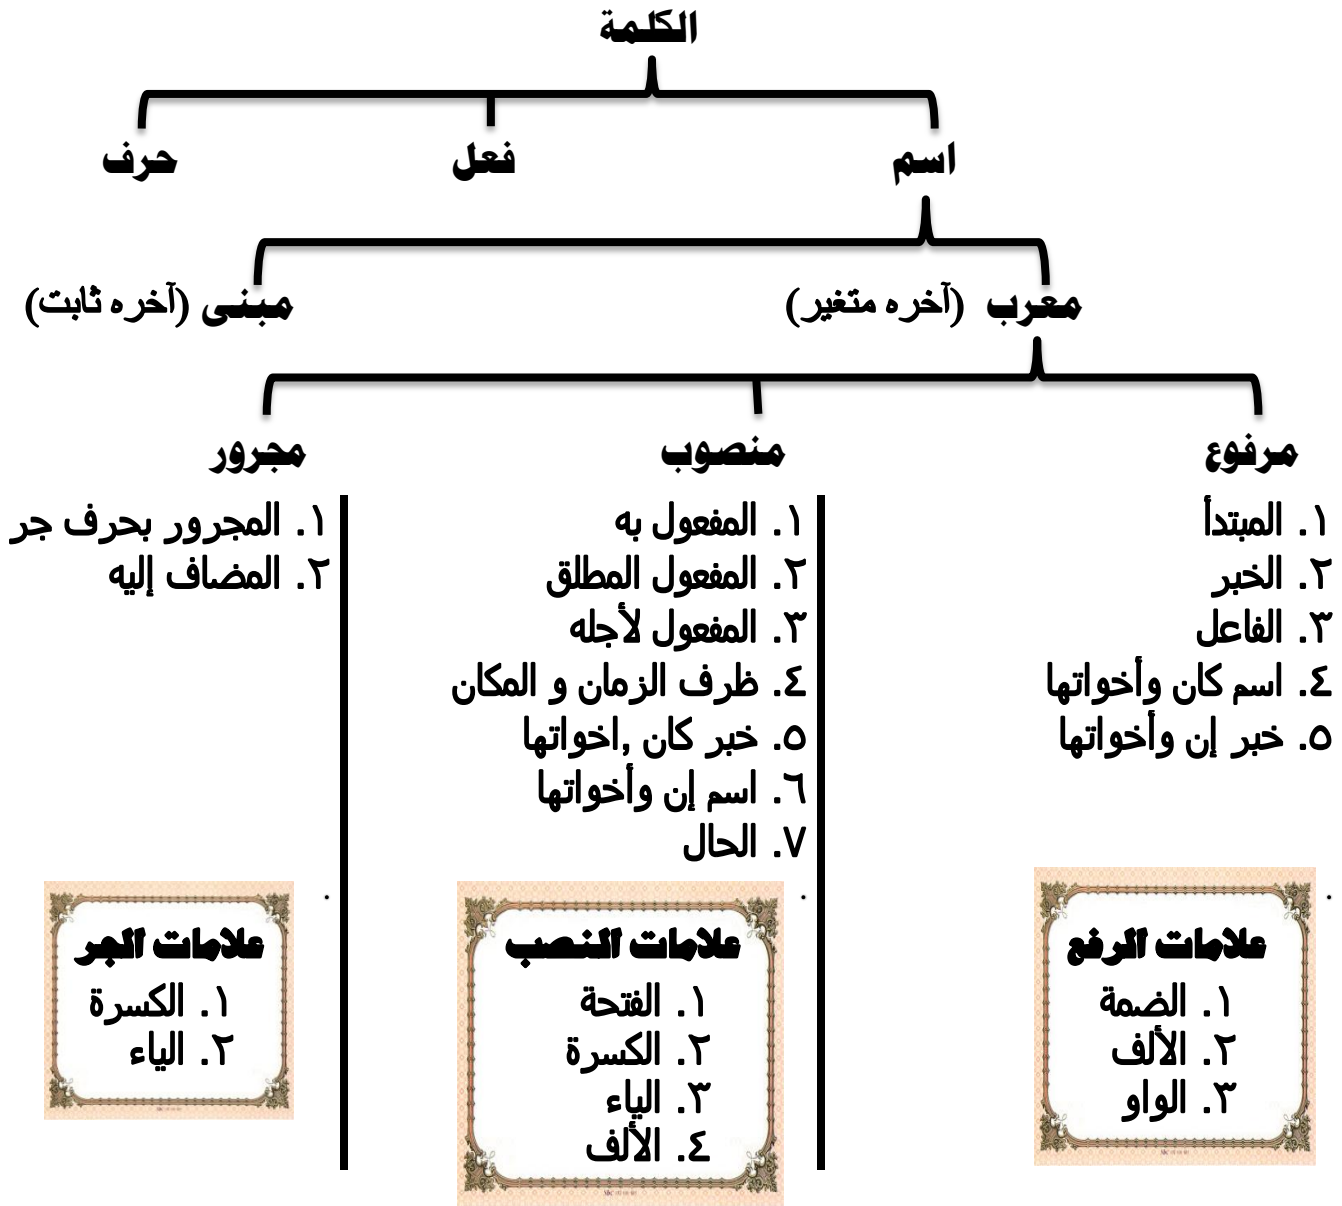 الكلمة
اسم
فعل
حرف
معرب (آخره متغير)
مبنى (آخره ثابت)
مرفوع
١. المبتدأ
٢. الخبر
٣. الفاعل
٤. اسم كان وأخواتها
٥. خبر إن وأخواتها
.
منصوب
١. المفعول به
٢. المفعول المطلق
٣. المفعول لأجله
٤. ظرف الزمان و المكان
٥. خبر كان ,اخواتها
٦. اسم إن وأخواتها
٧. الحال
.
مجرور
١. المجرور بحرف جر
٢. المضاف إليه
.
علامات الرفع
١. الضمة
٢. الألف
٣. الواو
علامات النصب
١. الفتحة
٢. الكسرة
٣. الياء
٤. الألف
علامات الجر
١. الكسرة
٢. الياء